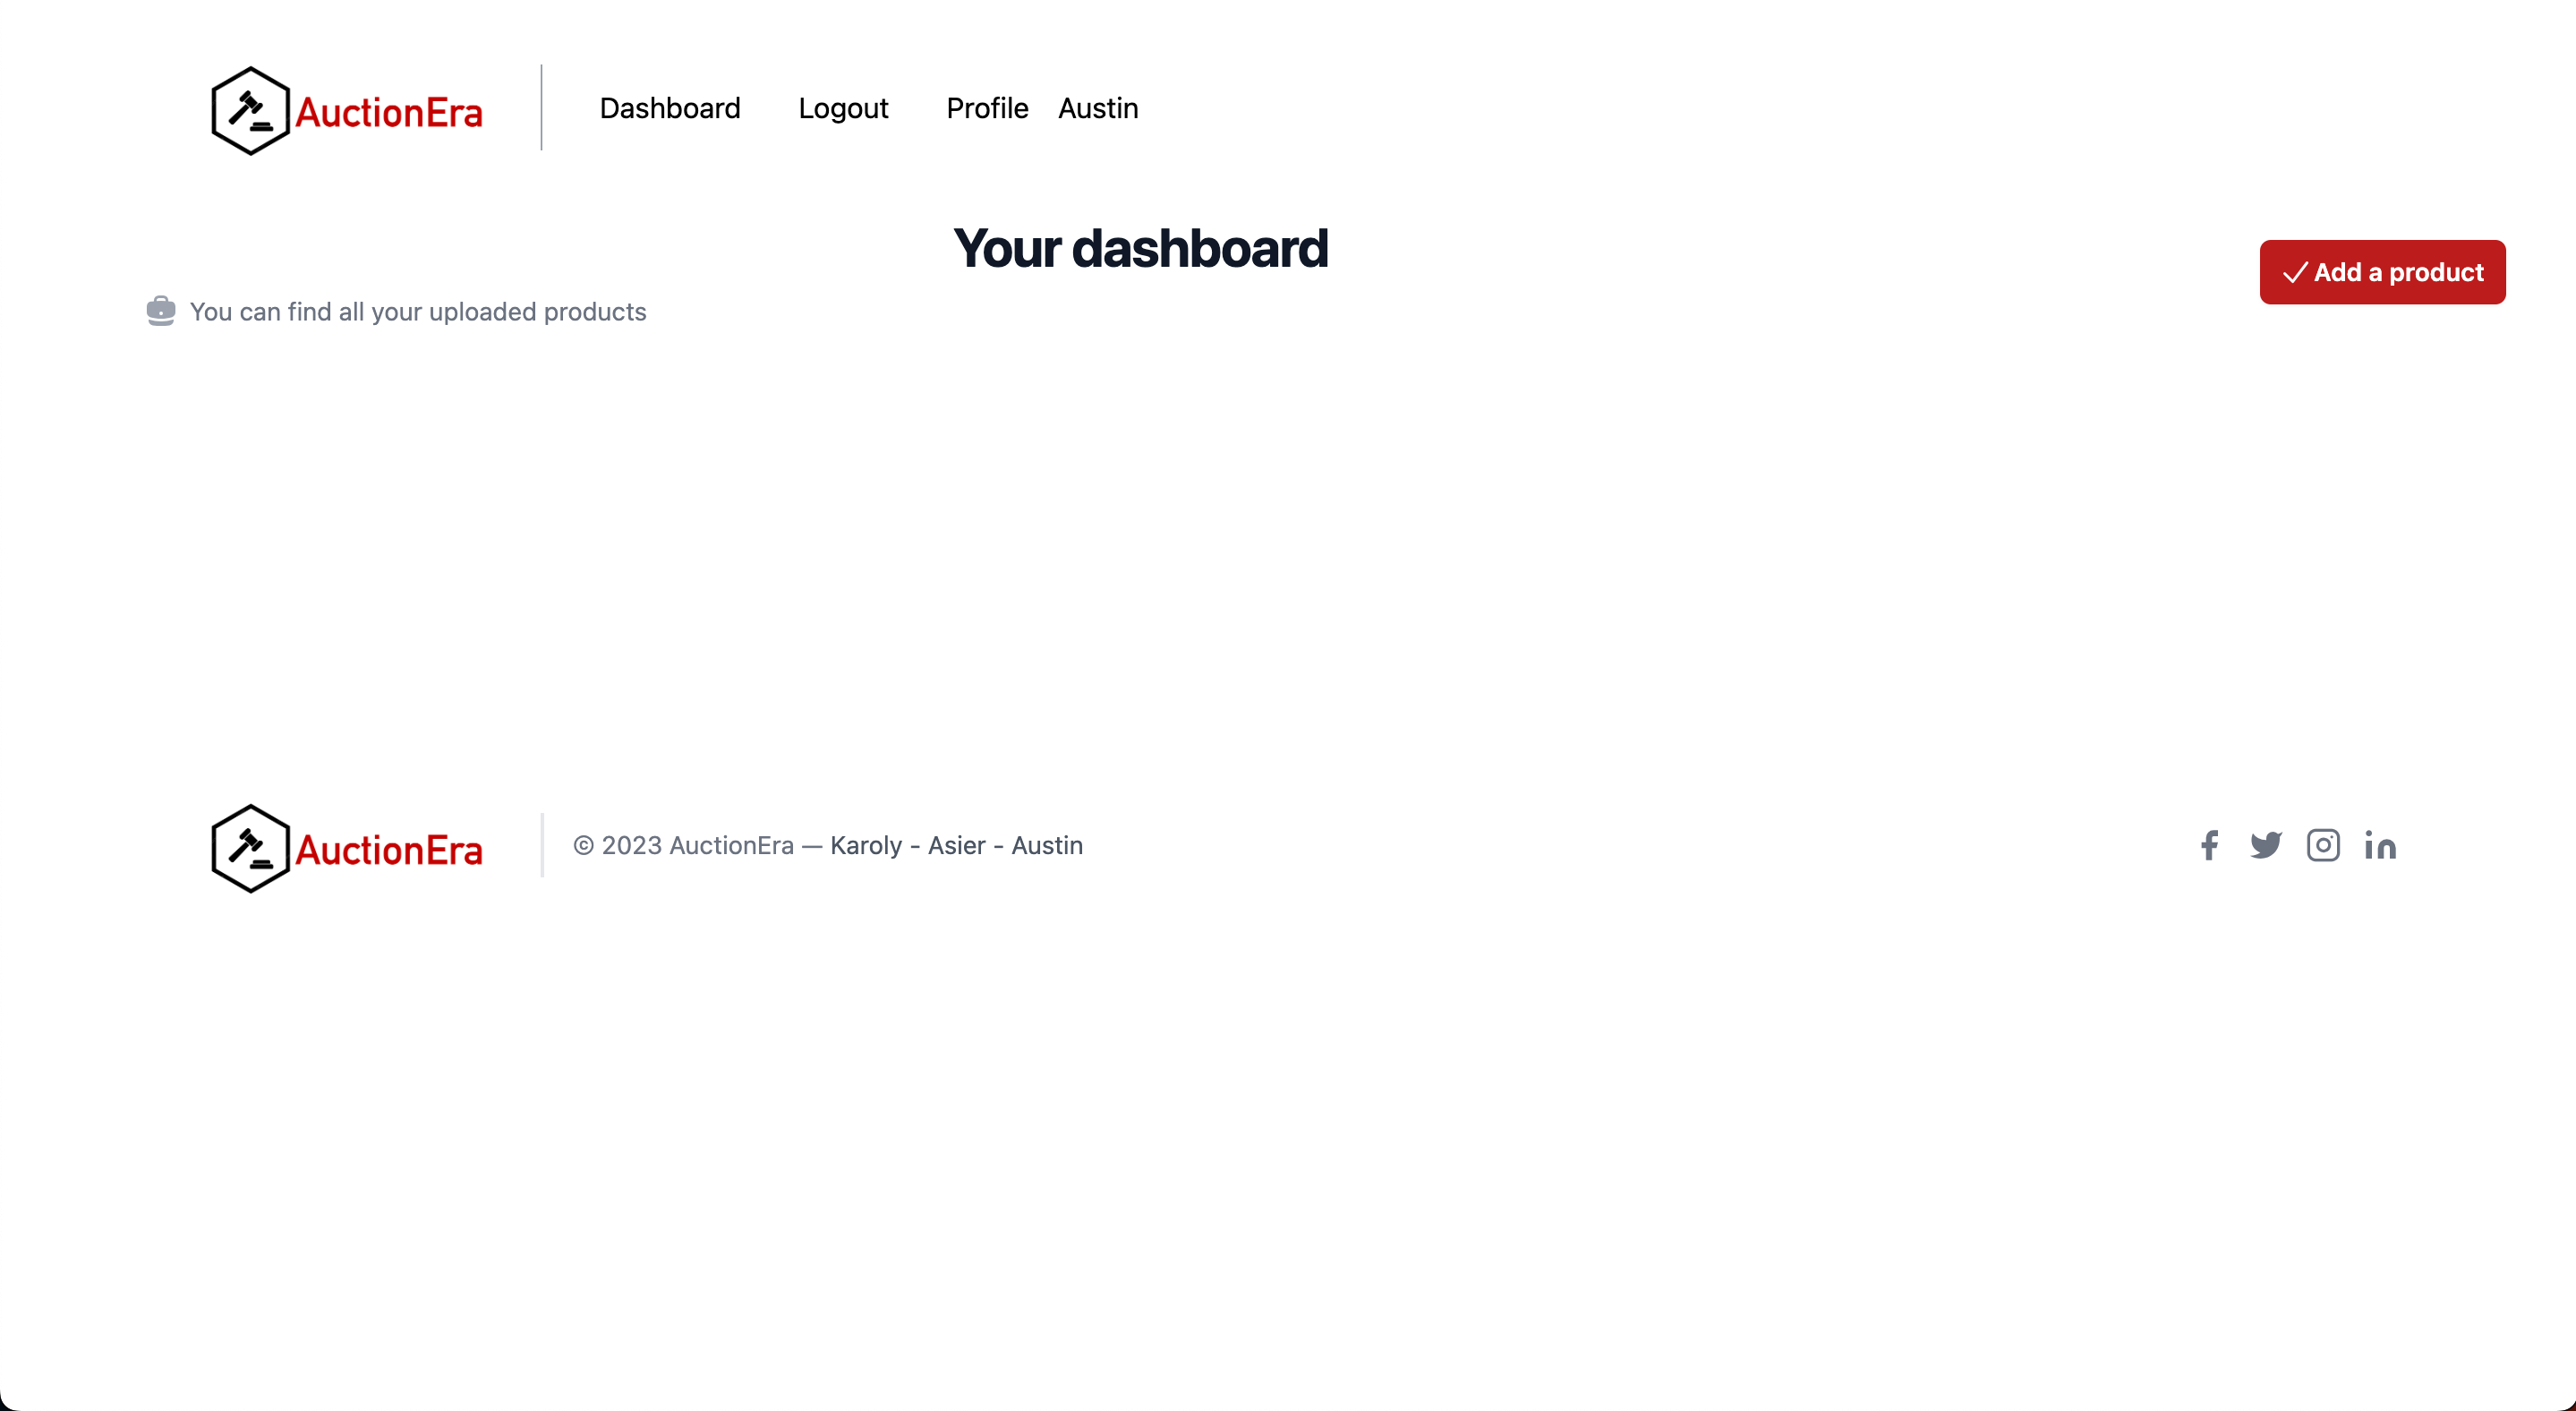 AuctionEra
Dashboard Logout Profile Austin
Your dashboard
Add a product
You can find all your uploaded products
AuctionEra
© 2023 AuctionEra — Karoly - Asier - Austin